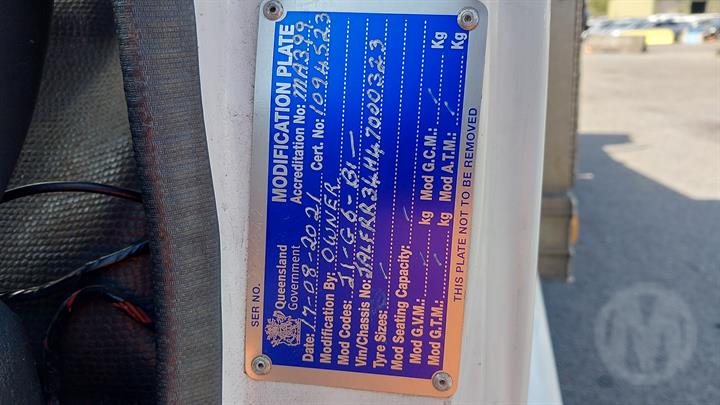 SER NO.
Queensland
Government
MODIFICATION PLATE
Accreditation No: MA399
Date: 17-08-2021 Cert. No: 1094523
Modification By: OWNER
Mod Codes: J1-G6-B1-
Vin/Chassis No:
Tyre Sizes: -
Mod Seating Capacity: /
Mod G.V.M.: / kg Mod G.C.M.: / Kg
Mod G.T.M.: / kg Mod A.T.M.: / Kg
THIS PLATE NOT TO BE REMOVED
M